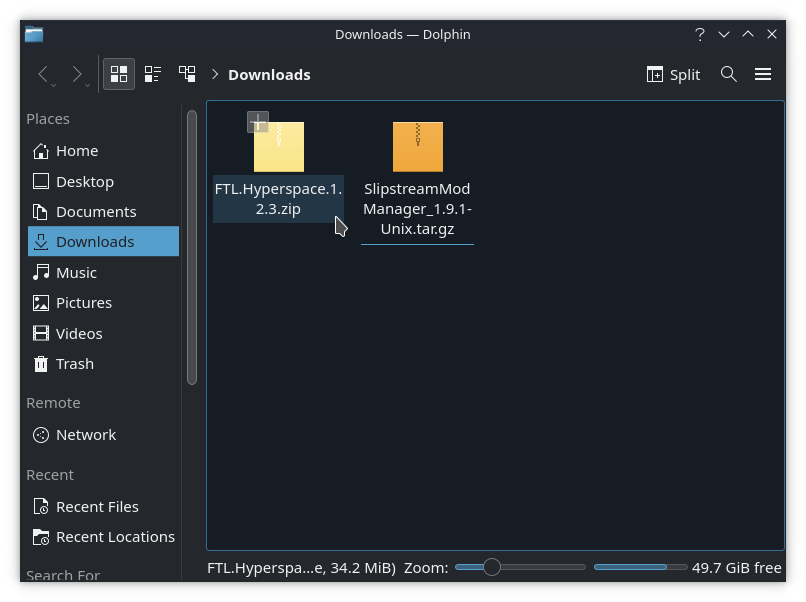 Downloads — Dolphin
Downloads
Split
Places
Home
Desktop
Documents
Downloads
Music
Pictures
Videos
Trash
Remote
Network
Recent
Recent Files
Recent Locations
Search For
FTL.Hyperspace.1.
2.3.zip
SlipstreamMod
Manager_1.9.1-
Unix.tar.gz
FTL.Hyperspa...e, 34.2 MiB) Zoom: 49.7 GiB free